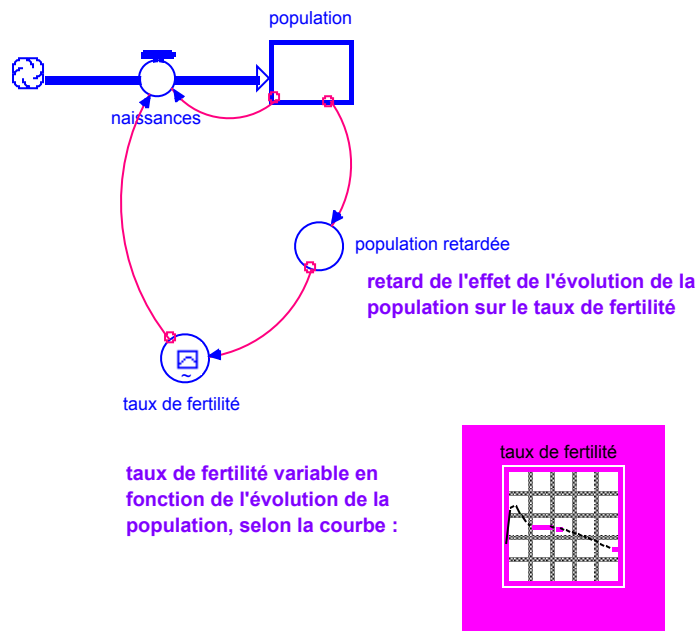 population
naissances
population retardée
retard de l'effet de l'évolution de la
population sur le taux de fertilité
~
taux de fertilité
taux de fertilité variable en
fonction de l'évolution de la
population, selon la courbe :
taux de fertilité